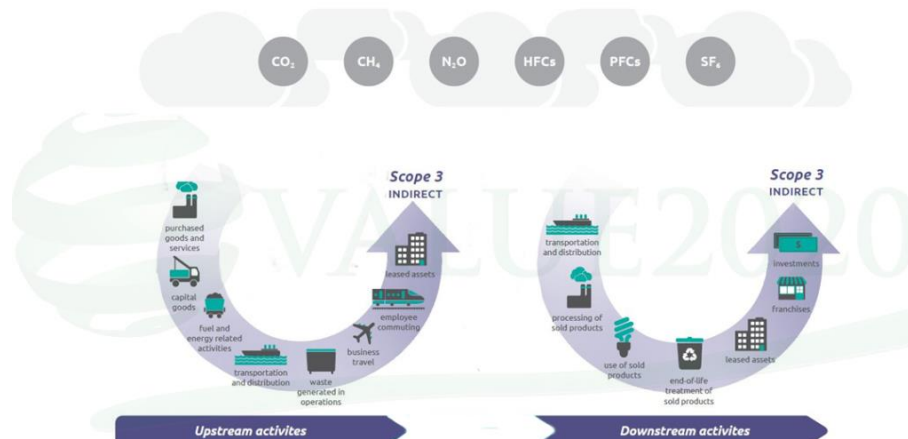 CO₂ CH₄ N₂O HFCs PFCs SF₆
VALUE2020
Scope 3
INDIRECT
purchased
goods and
services
capital
goods
fuel and
energy related
activities
transportation
and distribution
waste
generated in
operations
business
travel
employee
commuting
leased assets
Scope 3
INDIRECT
transportation
and distribution
processing of
sold products
use of sold
products
end-of-life
treatment of
sold products
leased assets
franchises
investments
$
Upstream activites
Downstream activites